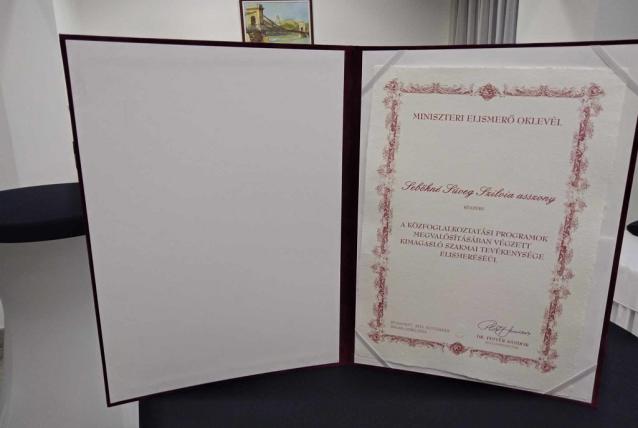 MINISZTERI ELISMERŐ OKLEVÉL
Sebőkné Süveg Szilvia asszony
RÉSZÉRE
A KÖZFOGLALKOZTATÁSI PROGRAMOK
MEGVALÓSÍTÁSÁBAN VÉGZETT
KIMAGASLÓ SZAKMAI TEVÉKENYSÉGE
ELISMERÉSÉÜL
BUDAPEST,
DR. PINTÉR SÁNDOR